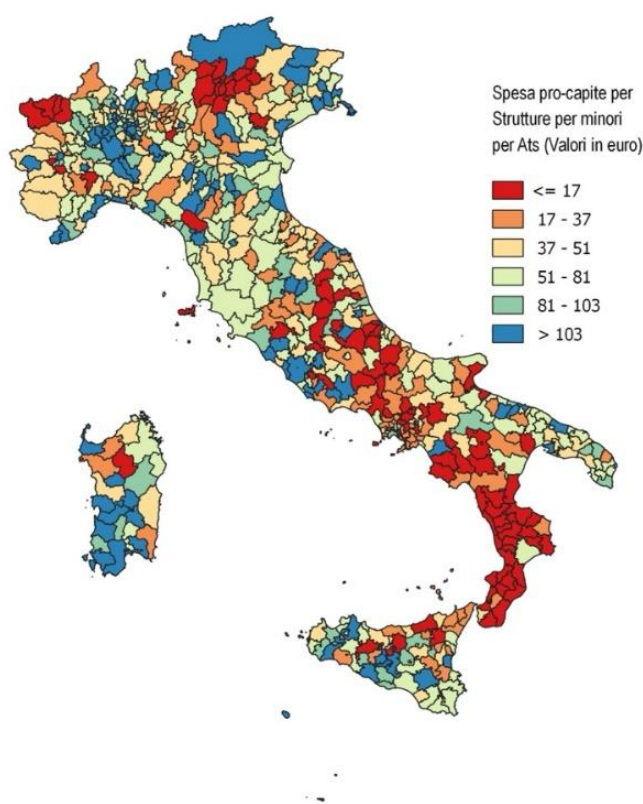 Spesa pro-capite per
Strutture per minori
per Ats (Valori in euro)
<= 17
17 - 37
37 - 51
51 - 81
81 - 103
> 103